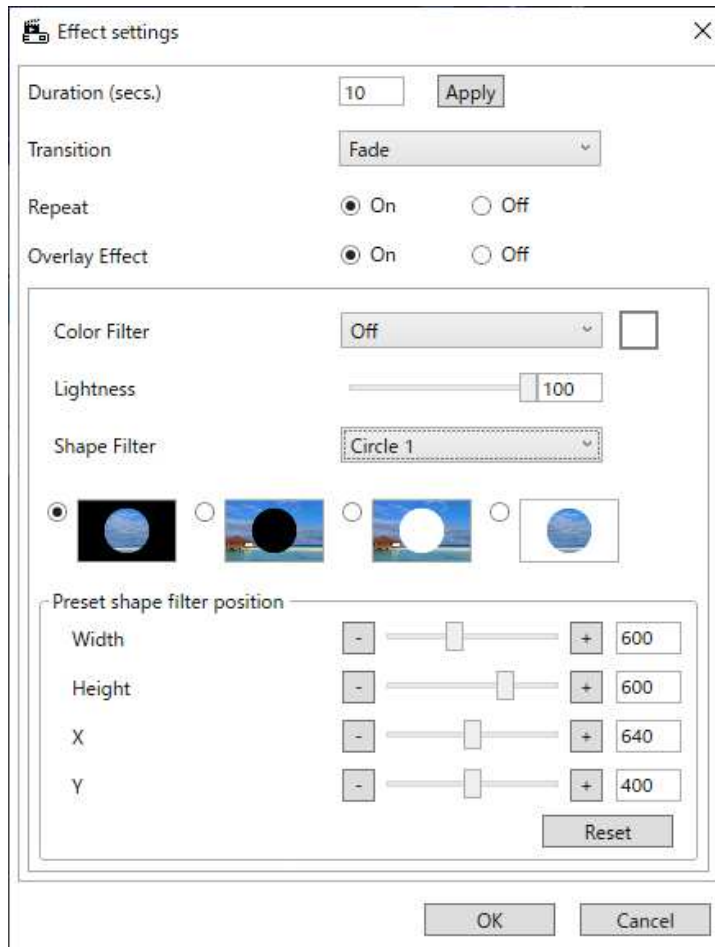 Effect settings
Duration (secs.) 10 Apply
Transition Fade
Repeat On Off
Overlay Effect On Off
Color Filter Off
Lightness 100
Shape Filter Circle 1
Preset shape filter position
Width - + 600
Height - + 600
X - + 640
Y - + 400
Reset
OK Cancel